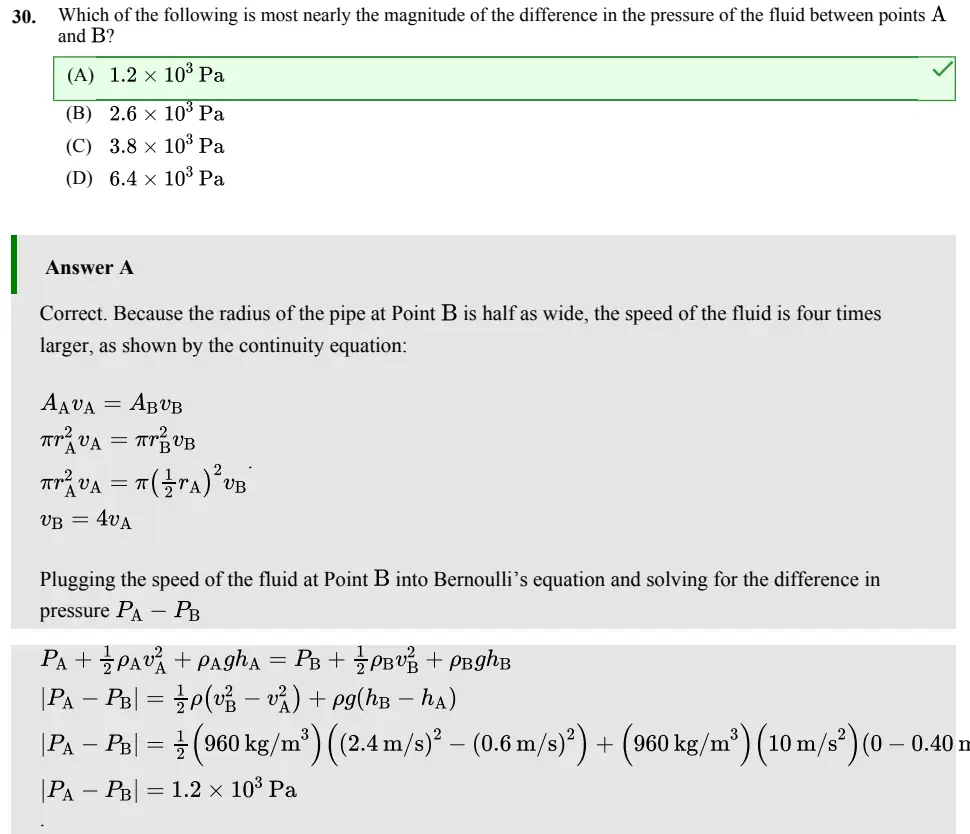 30. Which of the following is most nearly the magnitude of the difference in the pressure of the fluid between points A
and B?
(A) 1.2 × 10³ Pa
(B) 2.6 × 10³ Pa
(C) 3.8 × 10³ Pa
(D) 6.4 × 10³ Pa
Answer A
Correct. Because the radius of the pipe at Point B is half as wide, the speed of the fluid is four times
larger, as shown by the continuity equation:
A_A v_A = A_B v_B
πr_A² v_A = πr_B² v_B
πr_A² v_A = π(½ r_A)² v_B .
v_B = 4v_A
Plugging the speed of the fluid at Point B into Bernoulli’s equation and solving for the difference in
pressure P_A − P_B
P_A + ½ρ_A v_A² + ρ_A gh_A = P_B + ½ρ_B v_B² + ρ_B gh_B
|P_A − P_B| = ½ρ(v_B² − v_A²) + ρg(h_B − h_A)
|P_A − P_B| = ½(960 kg/m³)((2.4 m/s)² − (0.6 m/s)²) + (960 kg/m³)(10 m/s²)(0 − 0.40
|P_A − P_B| = 1.2 × 10³ Pa
.